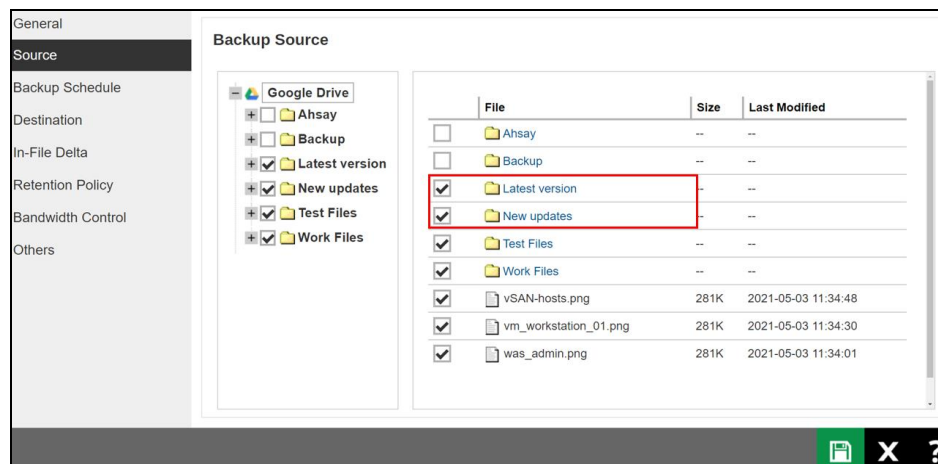 General
Source
Backup Schedule
Destination
In-File Delta
Retention Policy
Bandwidth Control
Others
Backup Source
Google Drive
Ahsay
Backup
Latest version
New updates
Test Files
Work Files
File Size Last Modified
Ahsay -- --
Backup -- --
Latest version -- --
New updates -- --
Test Files -- --
Work Files -- --
vSAN-hosts.png 281K 2021-05-03 11:34:48
vm_workstation_01.png 281K 2021-05-03 11:34:30
was_admin.png 281K 2021-05-03 11:34:01
X ?